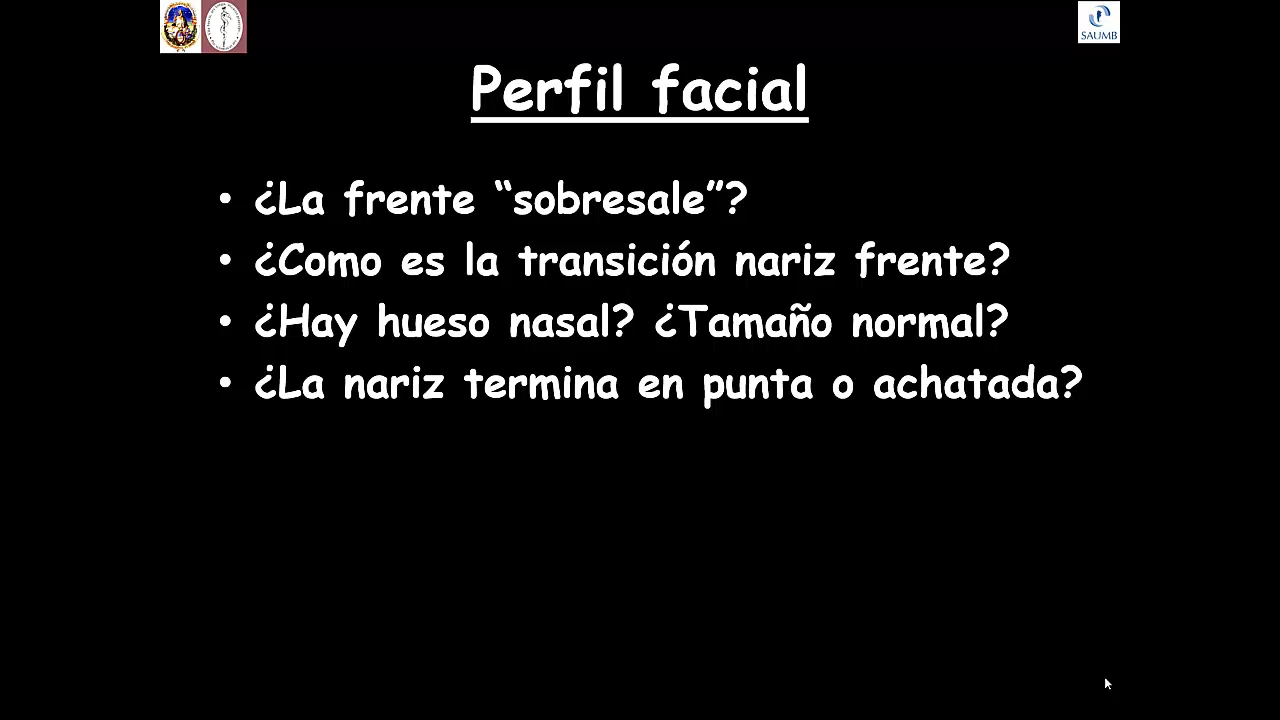 SAUMB
Perfil facial
• ¿La frente “sobresale”?
• ¿Como es la transición nariz frente?
• ¿Hay hueso nasal? ¿Tamaño normal?
• ¿La nariz termina en punta o achatada?